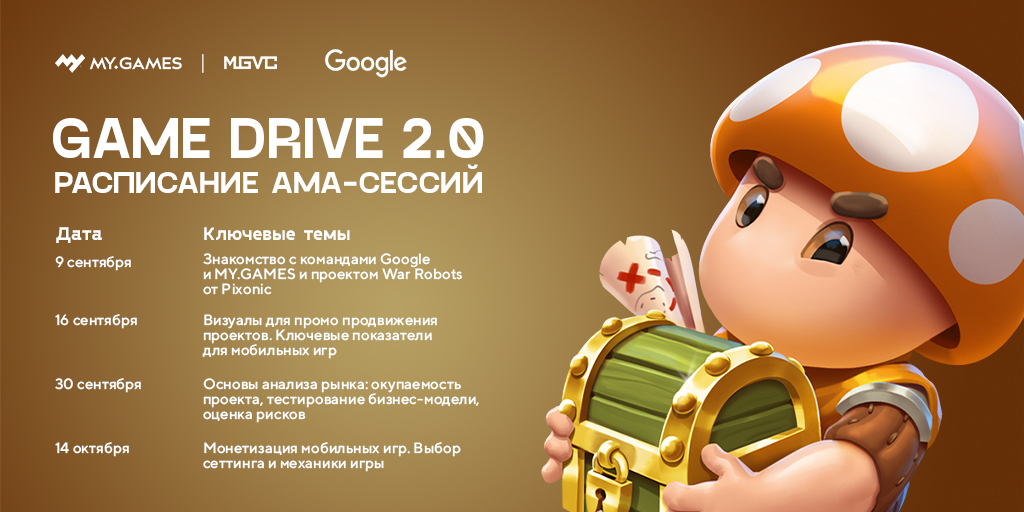 MY.GAMES | MGVC Google
GAME DRIVE 2.0
РАСПИСАНИЕ АМА-СЕССИЙ
Дата Ключевые темы
9 сентября Знакомство с командами Google
и MY.GAMES и проектом War Robots
от Pixonic
16 сентября Визуалы для промо продвижения
проектов. Ключевые показатели
для мобильных игр
30 сентября Основы анализа рынка: окупаемость
проекта, тестирование бизнес-модели,
оценка рисков
14 октября Монетизация мобильных игр. Выбор
сеттинга и механики игры